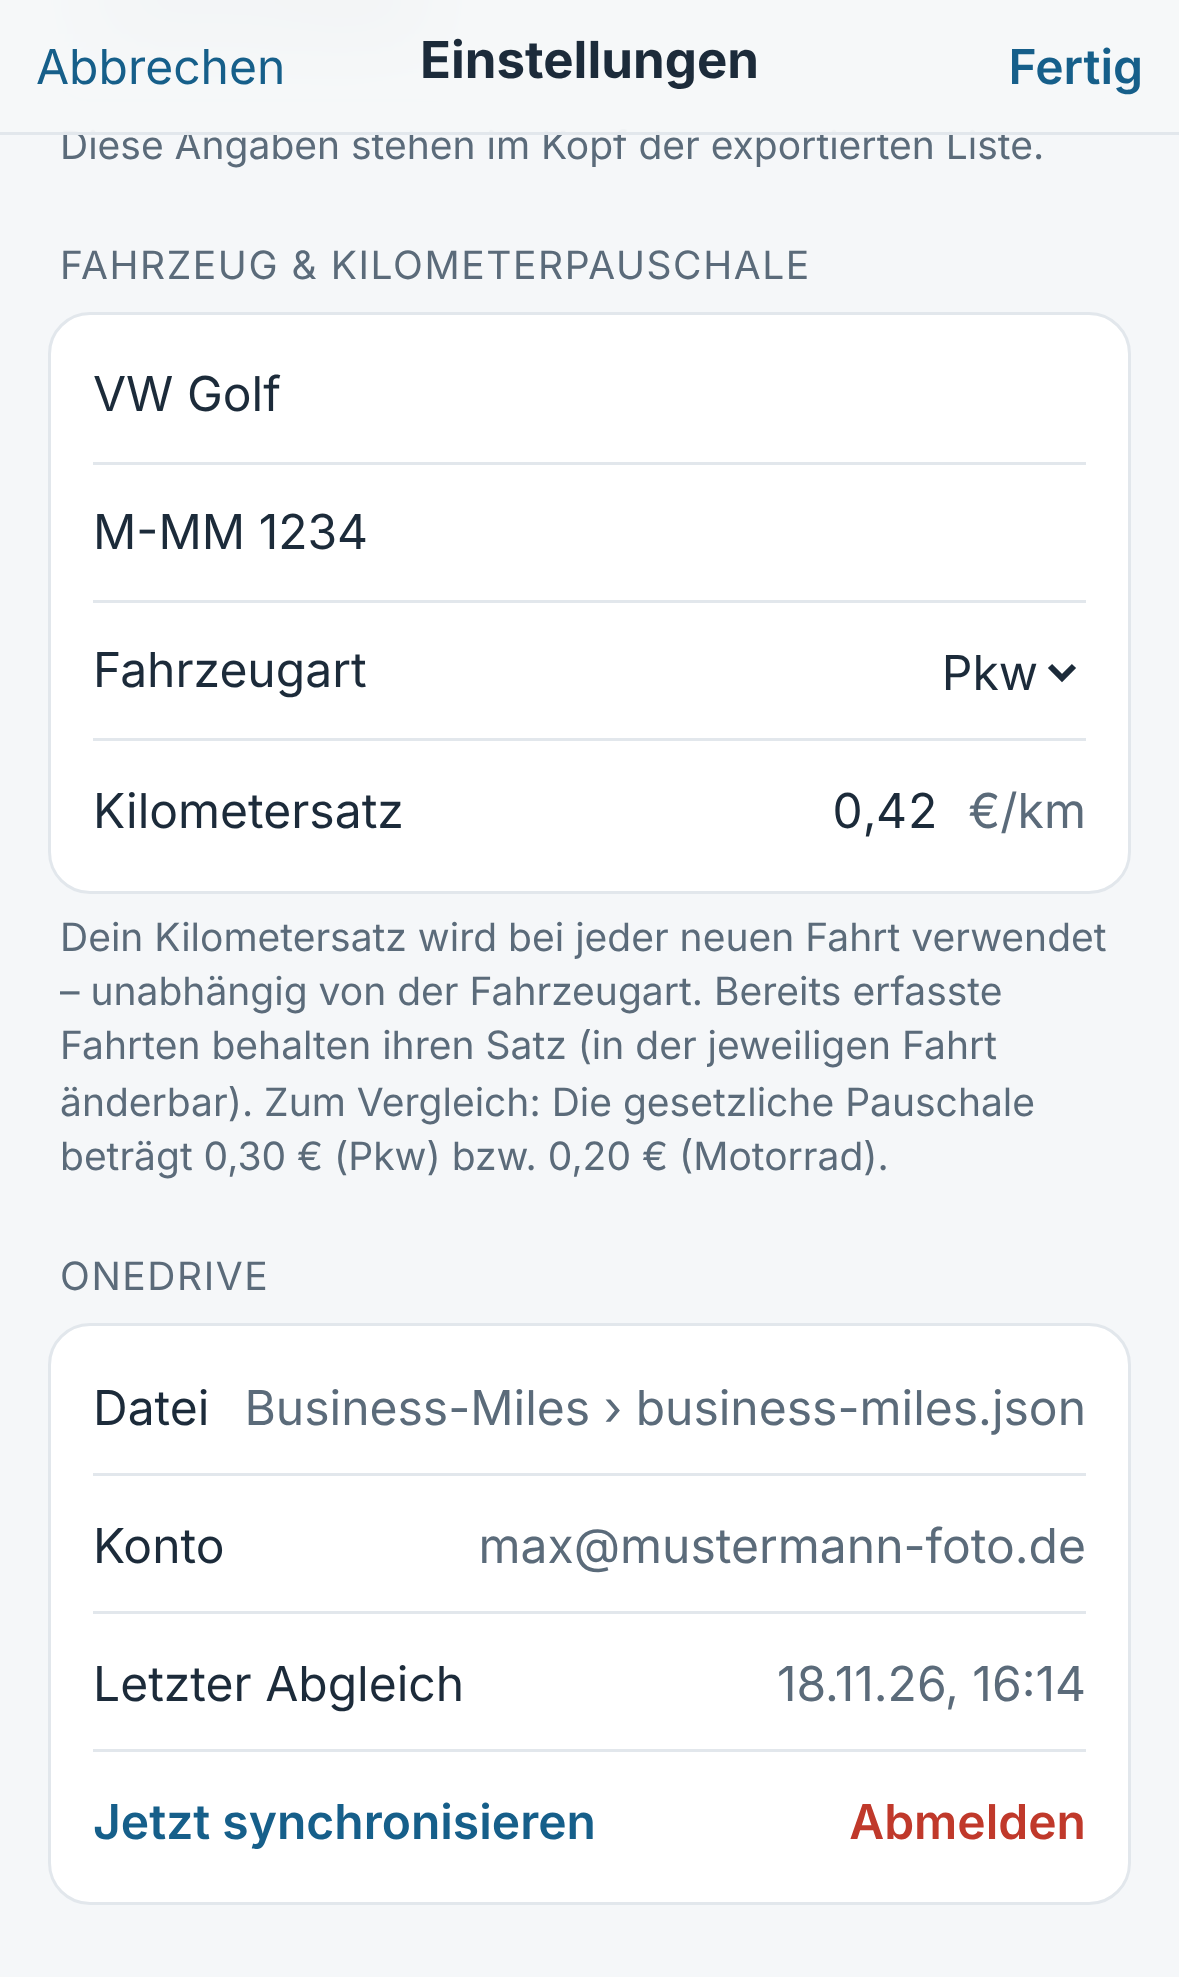 Abbrechen Einstellungen Fertig
Diese Angaben stehen im Kopf der exportierten Liste.
FAHRZEUG & KILOMETERPAUSCHALE
VW Golf
M-MM 1234
Fahrzeugart Pkw
Kilometersatz 0,42 €/km
Dein Kilometersatz wird bei jeder neuen Fahrt verwendet
– unabhängig von der Fahrzeugart. Bereits erfasste
Fahrten behalten ihren Satz (in der jeweiligen Fahrt
änderbar). Zum Vergleich: Die gesetzliche Pauschale
beträgt 0,30 € (Pkw) bzw. 0,20 € (Motorrad).
ONEDRIVE
Datei Business-Miles › business-miles.json
Konto max@mustermann-foto.de
Letzter Abgleich 18.11.26, 16:14
Jetzt synchronisieren Abmelden